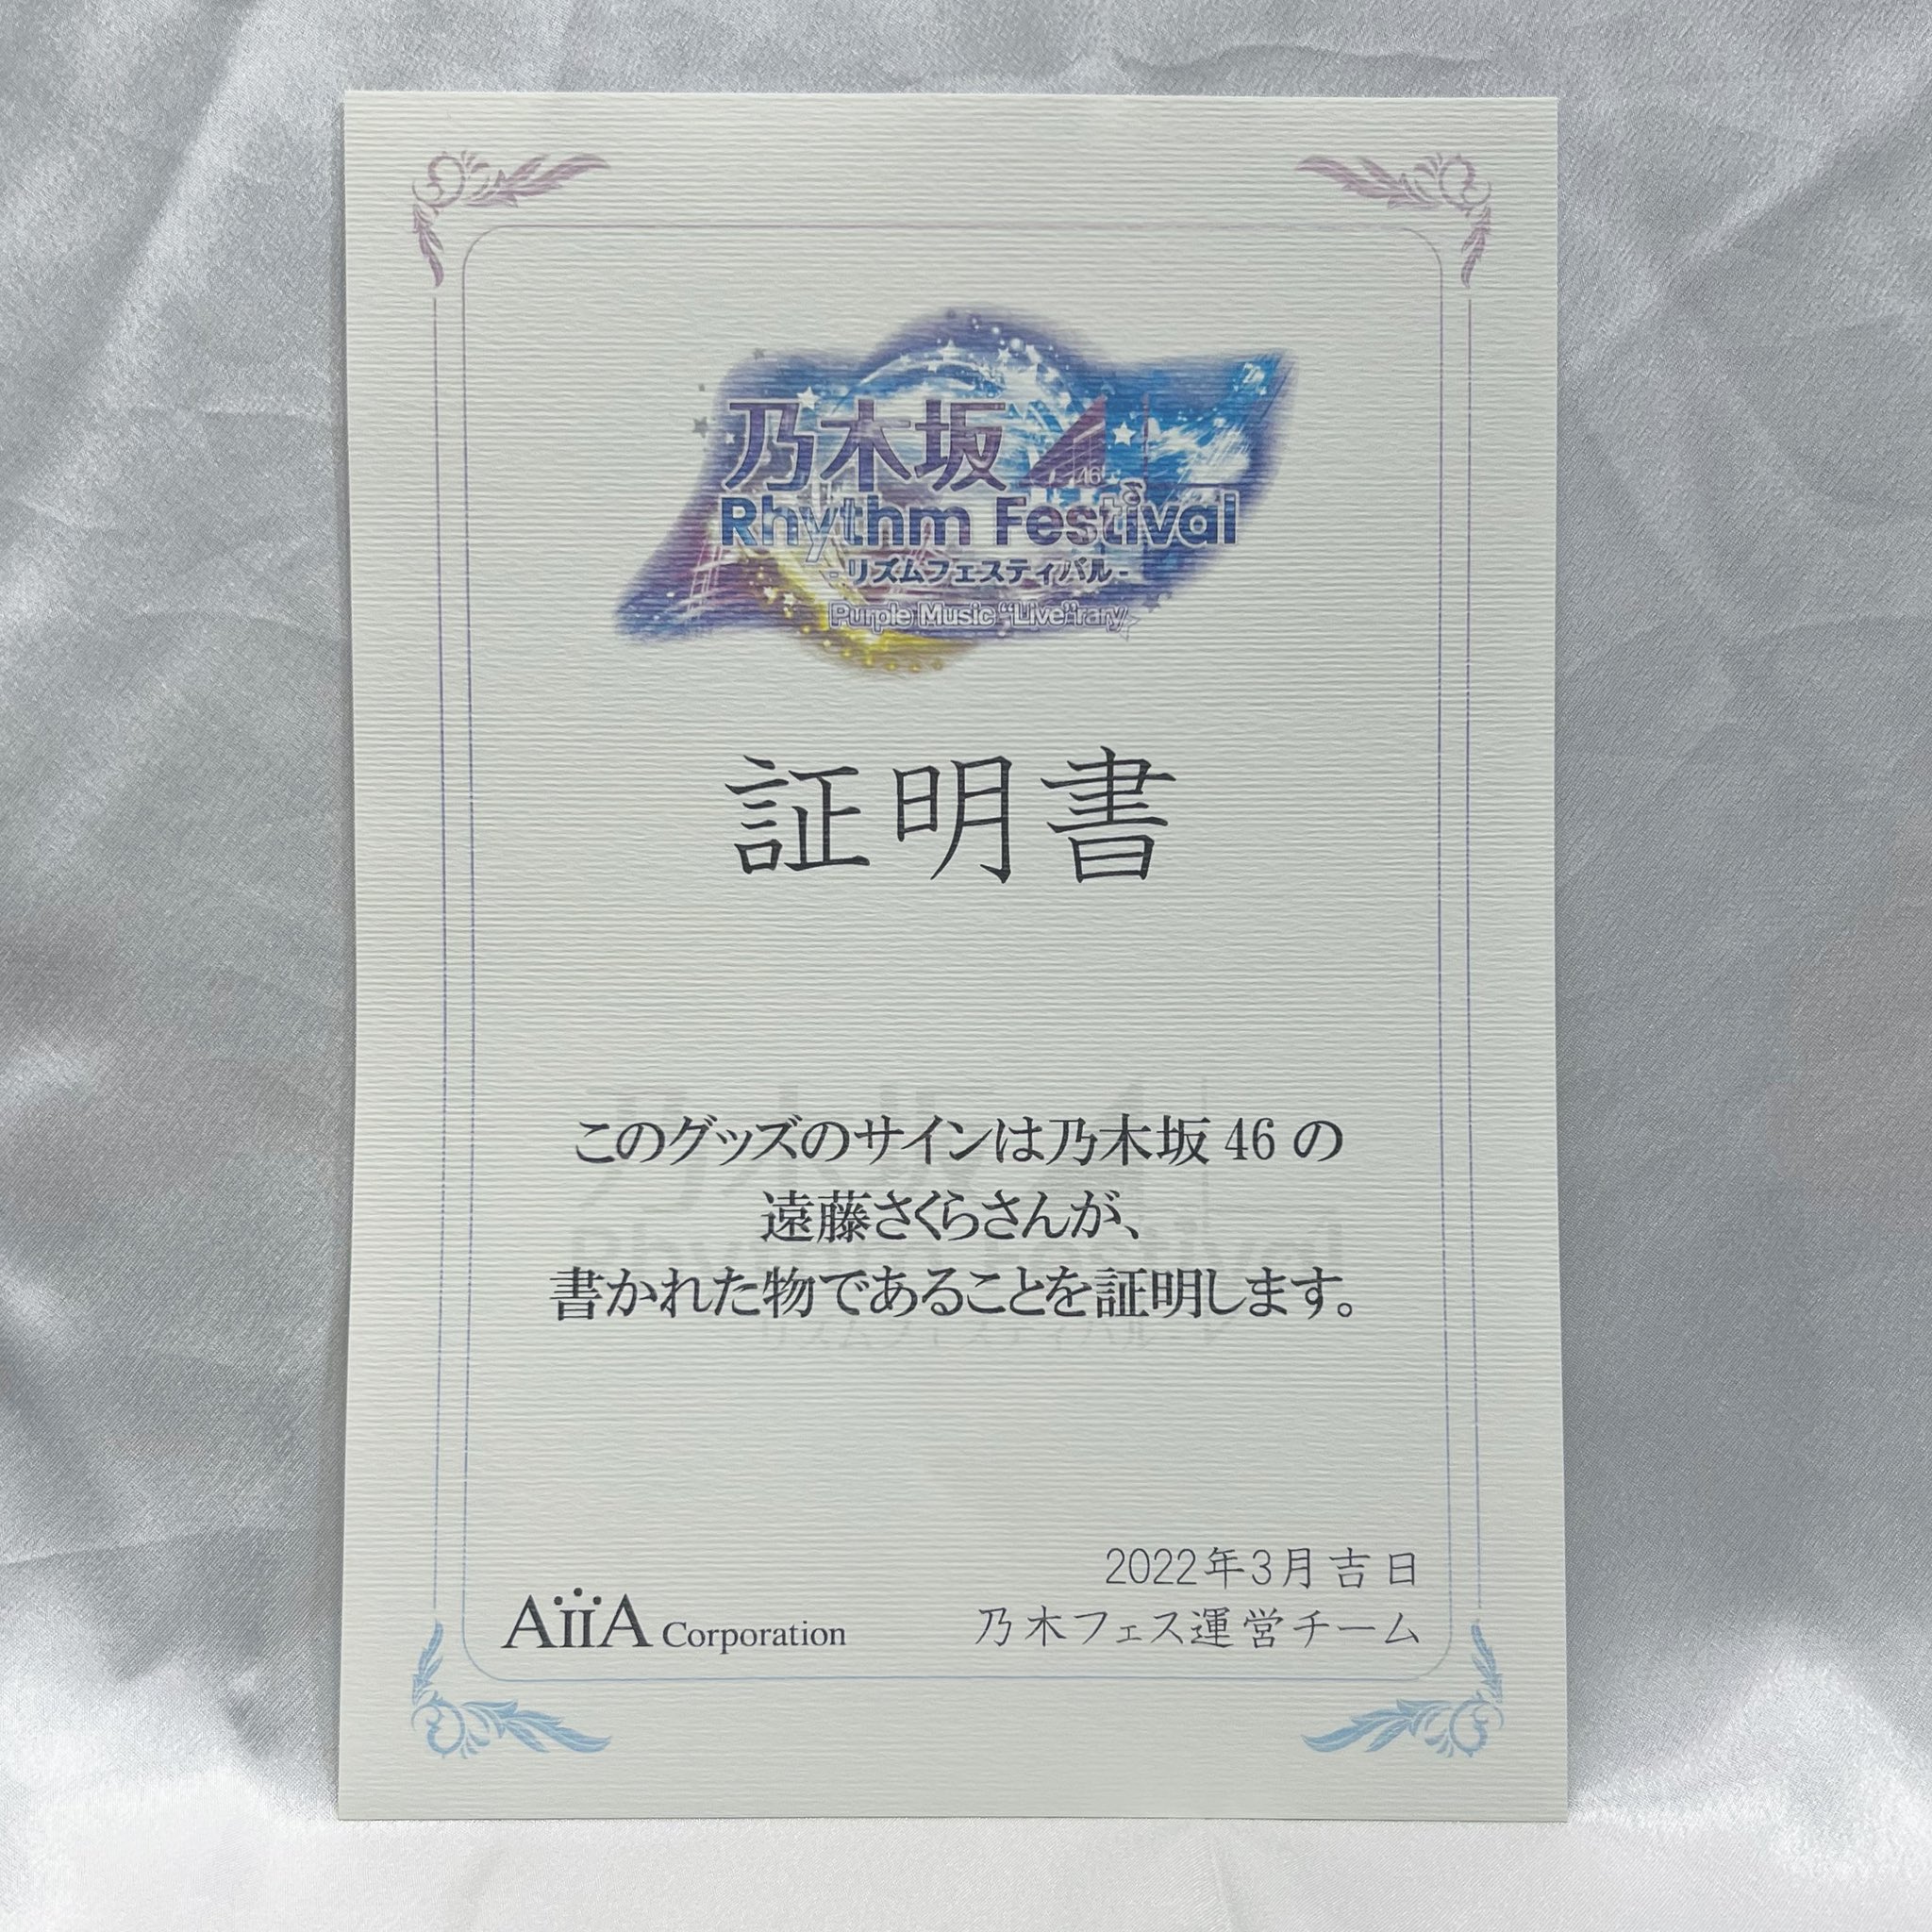 乃木坂46
Rhythm Festival
-リズムフェスティバル-
Purple Music "Live"rary
証明書
このグッズのサインは乃木坂46の
遠藤さくらさんが、
書かれた物であることを証明します。
2022年3月吉日
AiiA Corporation
乃木フェス運営チーム